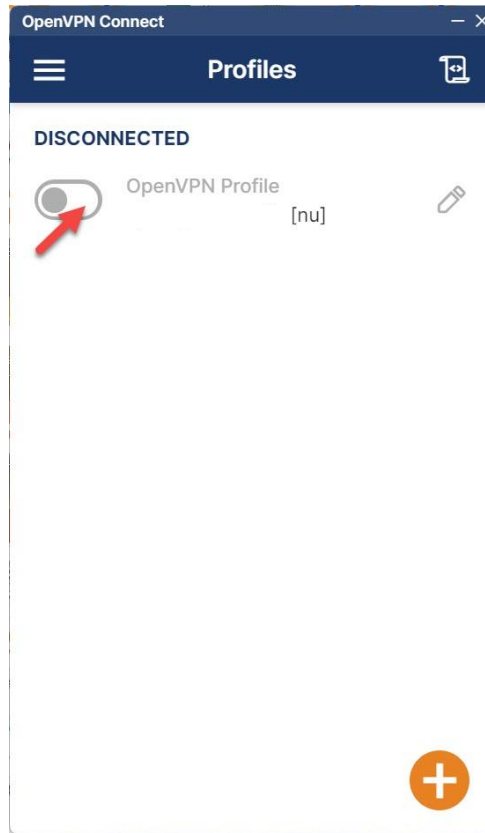 OpenVPN Connect
Profiles
DISCONNECTED
OpenVPN Profile
[nu]